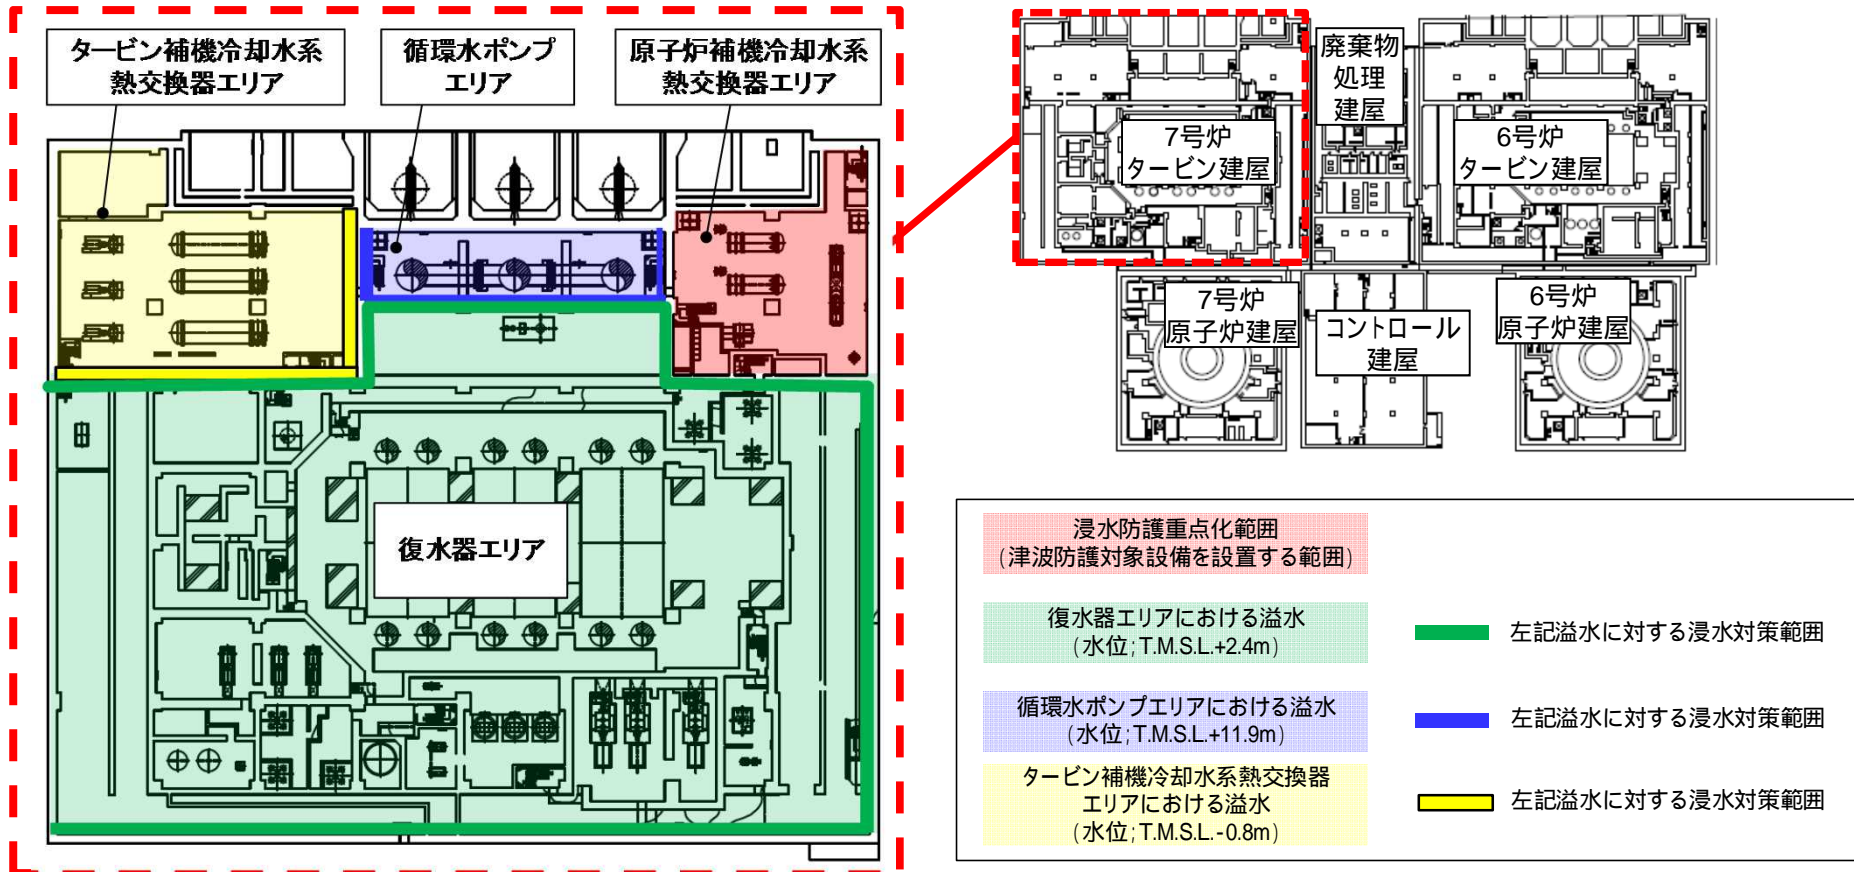 タービン補機冷却水系
熱交換器エリア
循環水ポンプ
エリア
原子炉補機冷却水系
熱交換器エリア
復水器エリア
廃棄物
処理
建屋
7号炉
タービン建屋
6号炉
タービン建屋
7号炉
原子炉建屋
コントロール
建屋
6号炉
原子炉建屋
浸水防護重点化範囲
(津波防護対象設備を設置する範囲)
復水器エリアにおける溢水
(水位;T.M.S.L.+2.4m)
左記溢水に対する浸水対策範囲
循環水ポンプエリアにおける溢水
(水位;T.M.S.L.+11.9m)
左記溢水に対する浸水対策範囲
タービン補機冷却水系熱交換器
エリアにおける溢水
(水位;T.M.S.L.-0.8m)
左記溢水に対する浸水対策範囲